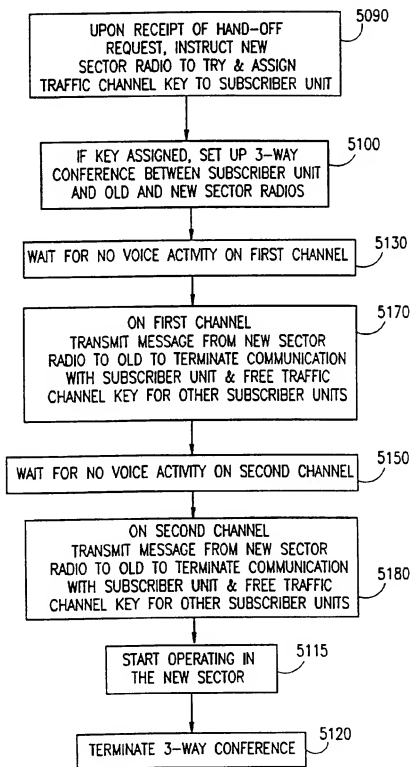 UPON RECEIPT OF HAND-OFF
REQUEST, INSTRUCT NEW
SECTOR RADIO TO TRY & ASSIGN
TRAFFIC CHANNEL KEY TO SUBSCRIBER UNIT
5090
IF KEY ASSIGNED, SET UP 3-WAY
CONFERENCE BETWEEN SUBSCRIBER UNIT
AND OLD AND NEW SECTOR RADIOS
5100
WAIT FOR NO VOICE ACTIVITY ON FIRST CHANNEL
5130
ON FIRST CHANNEL
TRANSMIT MESSAGE FROM NEW SECTOR
RADIO TO OLD TO TERMINATE COMMUNICATION
WITH SUBSCRIBER UNIT & FREE TRAFFIC
CHANNEL KEY FOR OTHER SUBSCRIBER UNITS
5170
WAIT FOR NO VOICE ACTIVITY ON SECOND CHANNEL
5150
ON SECOND CHANNEL
TRANSMIT MESSAGE FROM NEW SECTOR
RADIO TO OLD TO TERMINATE COMMUNICATION
WITH SUBSCRIBER UNIT & FREE TRAFFIC
CHANNEL KEY FOR OTHER SUBSCRIBER UNITS
5180
START OPERATING IN
THE NEW SECTOR
5115
TERMINATE 3-WAY CONFERENCE
5120